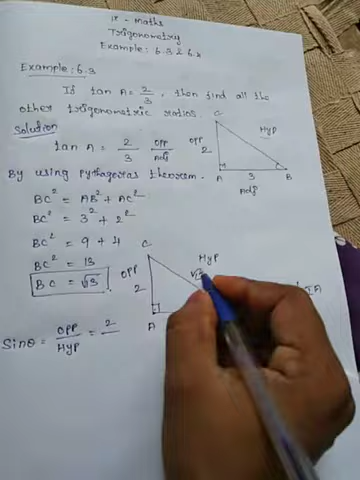 IX - Maths
Trigonometry
Example: 6.3 & 6.4
Example: 6.3
If tan A = 2/3, then find all the
other trigonometric ratios.
Solution
tan A = 2/3 opp/Adj
C
opp
2
Hyp
A 3 B
Adj
By using pythagoras theorem.
BC² = AB² + AC²
BC² = 3² + 2²
BC² = 9 + 4
BC² = 13
BC = √13
C
Hyp
opp
2
A
Sinθ = opp/Hyp = 2/